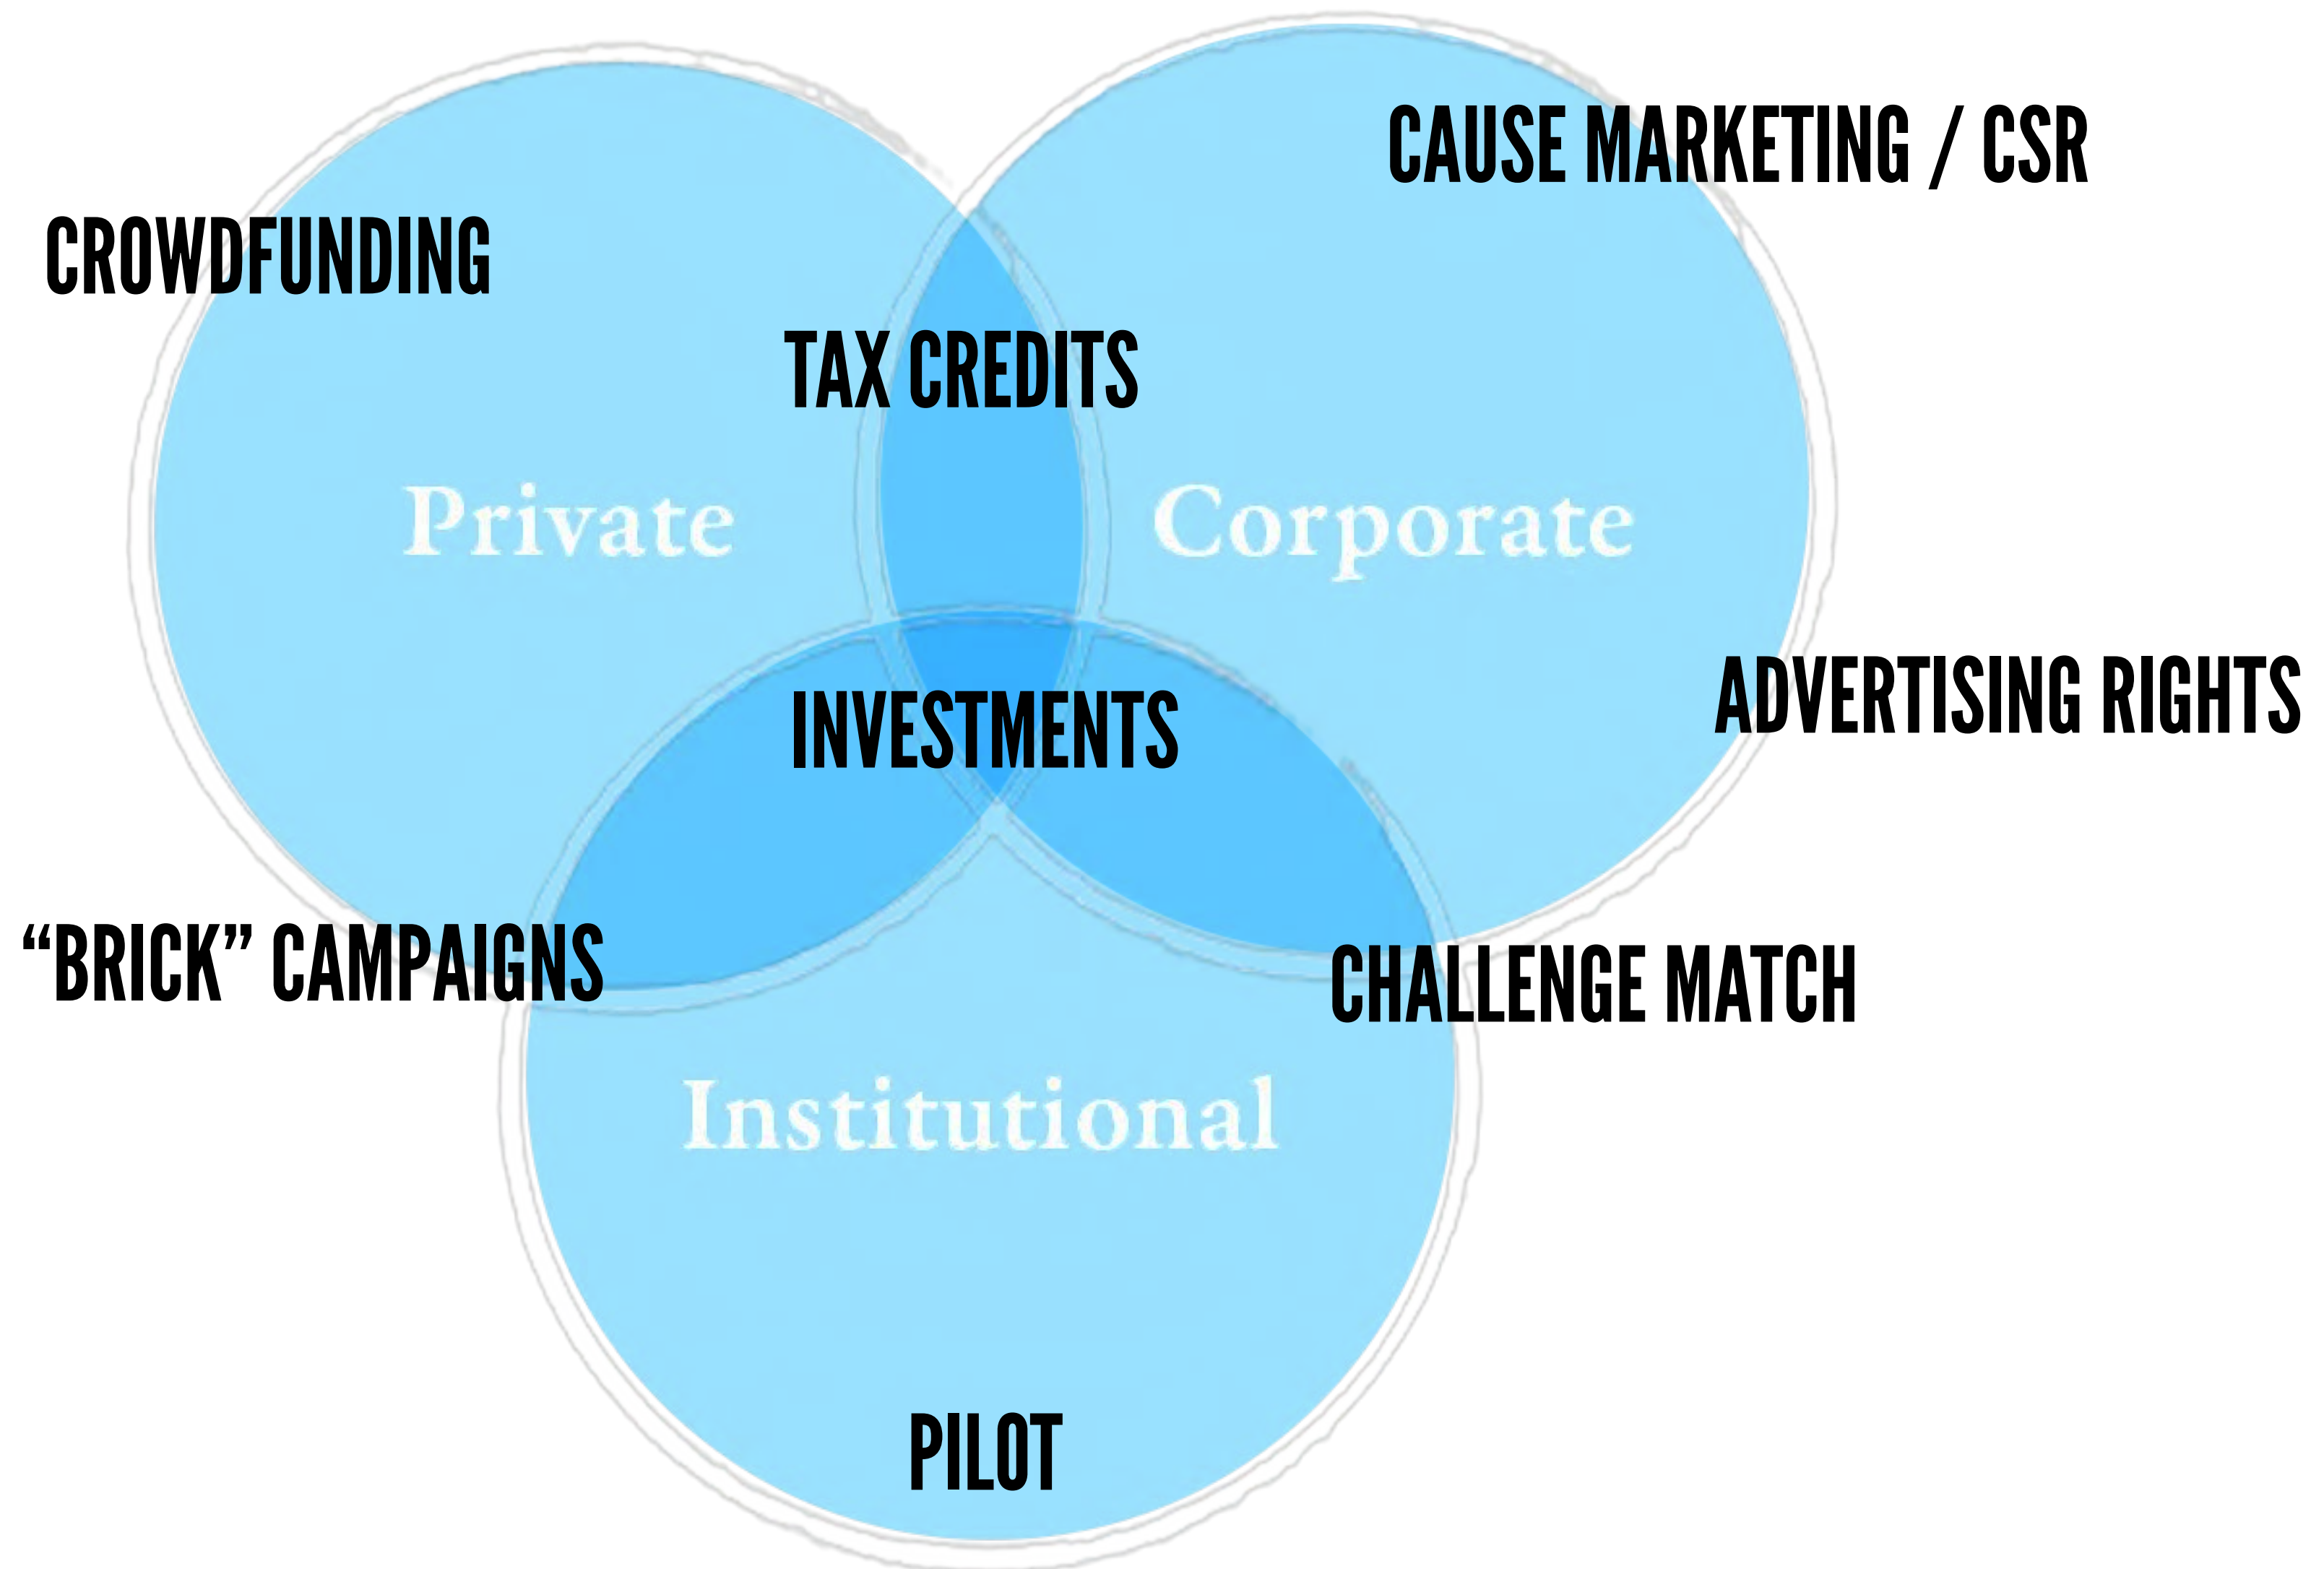 CAUSE MARKETING / CSR
CROWDFUNDING
TAX CREDITS
Private
Corporate
ADVERTISING RIGHTS
INVESTMENTS
“BRICK” CAMPAIGNS
CHALLENGE MATCH
Institutional
PILOT